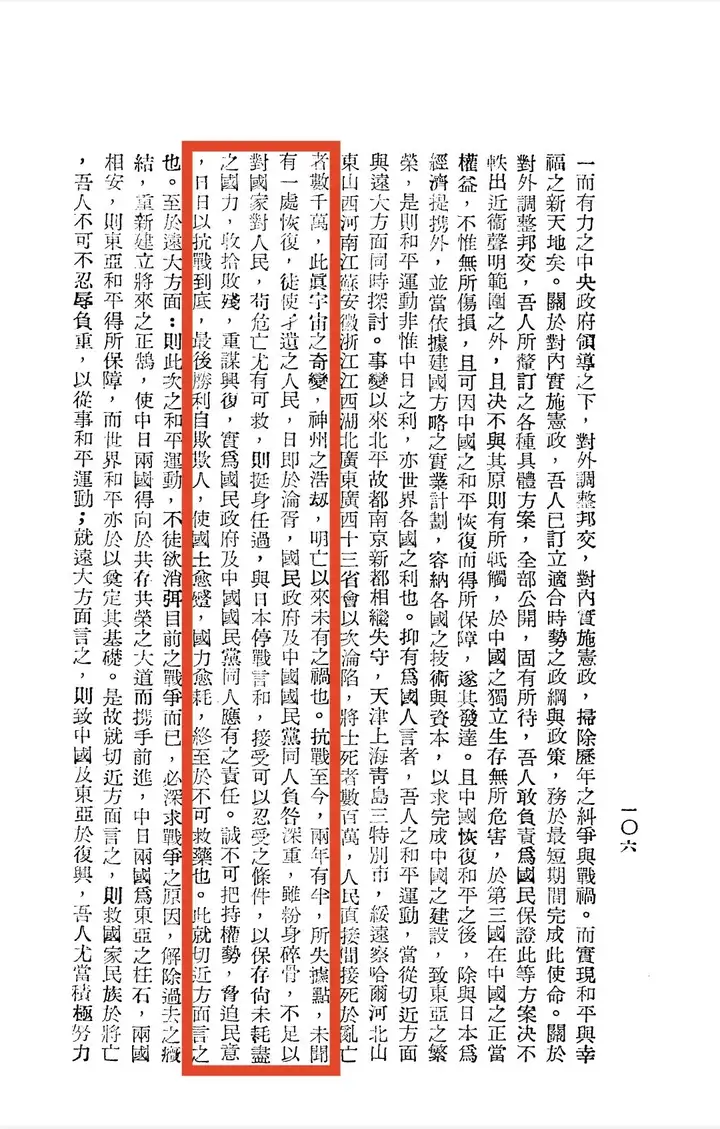 一〇六
一而有力之中央政府領導之下，對外調整邦交，對內實施憲政，掃除歷年之糾爭與戰禍。而實現和平與幸
福之新天地矣。關於對內實施憲政，吾人已訂立適合時勢之政綱與政策，務於最短期間完成此使命。關於
對外調整邦交，吾人所釐訂之各種具體方案，全部公開，固有所待，吾人敢負責爲國民保證此等方案決不
軼出近衞聲明範圍之外，且決不與其原則有所牴觸，於中國之獨立生存無所危害，於第三國在中國之正當
權益，不惟無所傷損，且可因中國之和平恢復而得所保障，遂其發達。且中國恢復和平之後，除與日本爲
經濟提携外，並當依據建國方略之實業計劃，容納各國之技術與資本，以求完成中國之建設，致東亞之繁
榮，是則和平運動非惟中日之利，亦世界各國之利也。抑有爲國人言者，吾人之和平運動，當從切近方面
與遠大方面同時探討。事變以來北平故都南京新都相繼失守，天津上海靑島三特別市，綏遠察哈爾河北山
東山西河南江蘇安徽浙江江西湖北廣東廣西十三省會以次淪陷，將士死者數百萬，人民直接間接死於亂亡
者數千萬，此眞宇宙之奇變，神州之浩刼，明亡以來未有之禍也。抗戰至今，兩年有半，所失據點，未聞
有一處恢復，徒使孑遺之人民，日即於淪胥，國民政府及中國國民黨同人負咎深重，雖粉身碎骨，不足以
對國家對人民，苟危亡尤有可救，則挺身任過，與日本停戰言和，接受可以忍受之條件，以保存尙未耗盡
之國力，收拾敗殘，重謀興復，實爲國民政府及中國國民黨同人應有之責任。誠不可把持權勢，脅迫民意
，日日以抗戰到底，最後勝利自欺欺人，使國土愈蹙，國力愈耗，終至於不可救藥也。此就切近方面言之
也。至於遠大方面：則此次之和平運動，不徒欲消弭目前之戰爭而已，必深求戰爭之原因，解除過去之癥
結，重新建立將來之正鵠，使中日兩國得向於共存共榮之大道而携手前進，中日兩國爲東亞之柱石，兩國
相安，則東亞和平得所保障，而世界和平亦於以奠定其基礎。是故就切近方面言之，則救國家民族於將亡
，吾人不可不忍辱負重，以從事和平運動；就遠大方面言之，則致中國及東亞於復興，吾人尤當積極努力